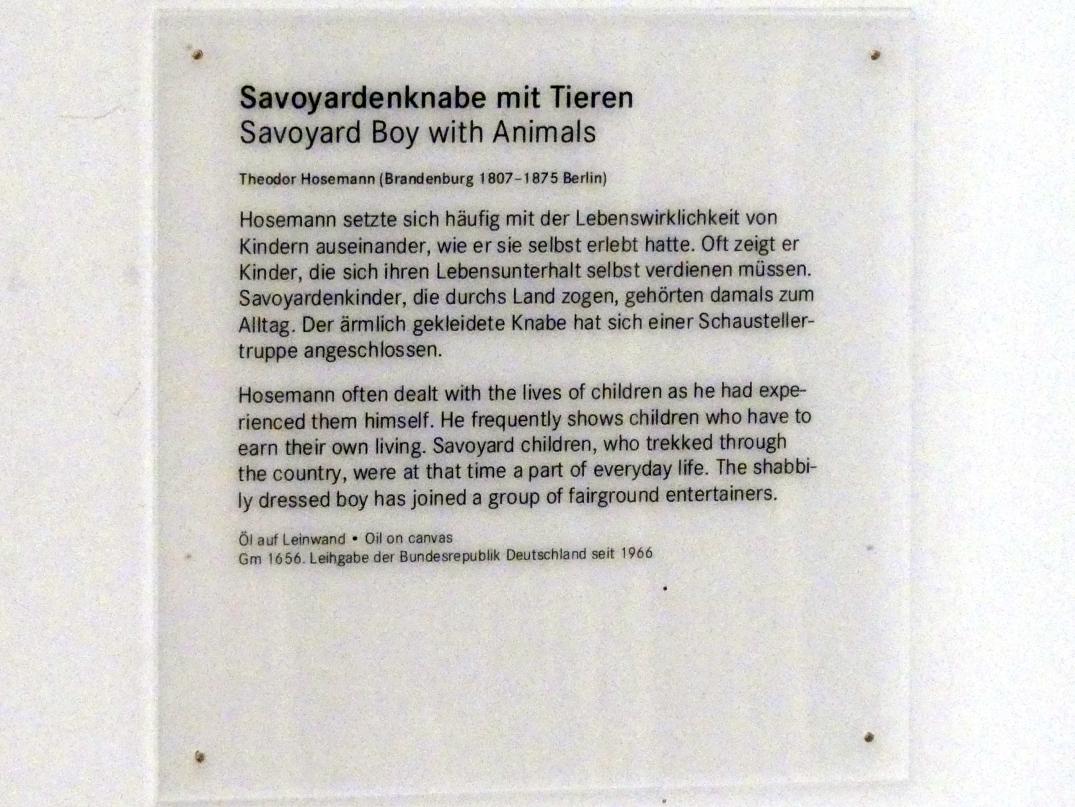 Savoyardenknabe mit Tieren
Savoyard Boy with Animals
Theodor Hosemann (Brandenburg 1807–1875 Berlin)
Hosemann setzte sich häufig mit der Lebenswirklichkeit von
Kindern auseinander, wie er sie selbst erlebt hatte. Oft zeigt er
Kinder, die sich ihren Lebensunterhalt selbst verdienen müssen.
Savoyardenkinder, die durchs Land zogen, gehörten damals zum
Alltag. Der ärmlich gekleidete Knabe hat sich einer Schausteller-
truppe angeschlossen.
Hosemann often dealt with the lives of children as he had expe-
rienced them himself. He frequently shows children who have to
earn their own living. Savoyard children, who trekked through
the country, were at that time a part of everyday life. The shabbi-
ly dressed boy has joined a group of fairground entertainers.
Öl auf Leinwand • Oil on canvas
Gm 1656. Leihgabe der Bundesrepublik Deutschland seit 1966